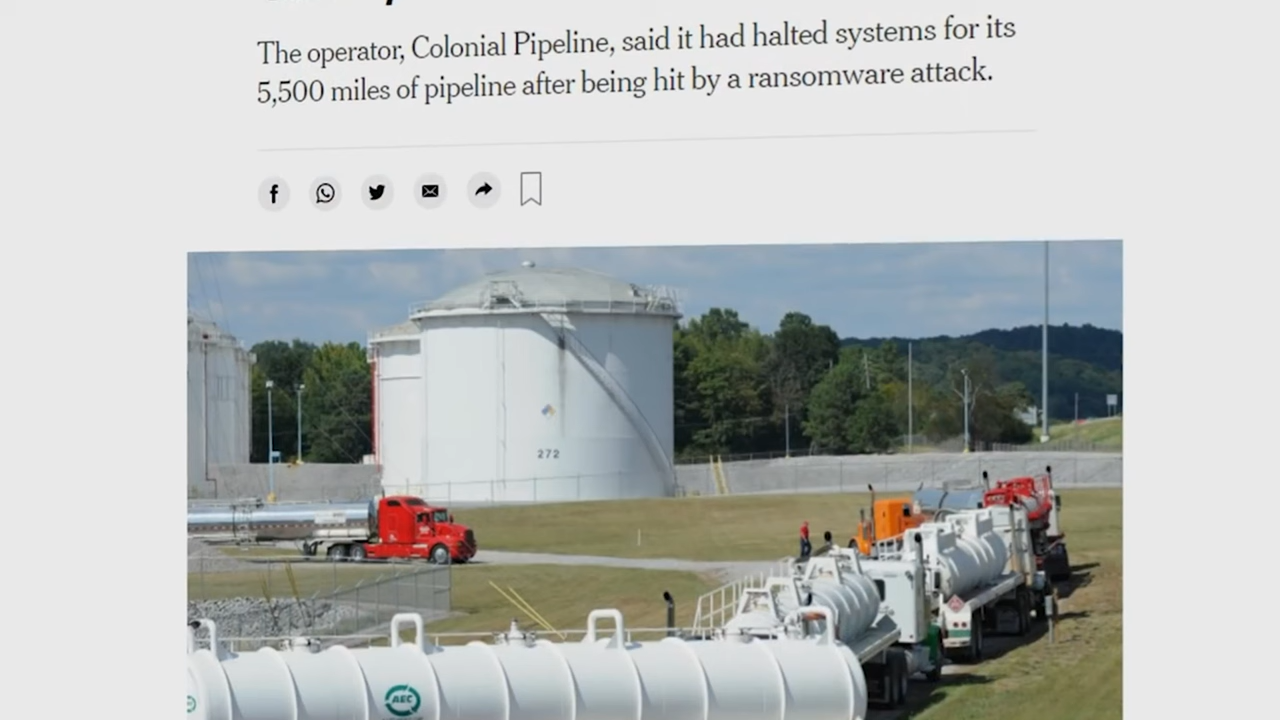 The operator, Colonial Pipeline, said it had halted systems for its
5,500 miles of pipeline after being hit by a ransomware attack.
272
AEC